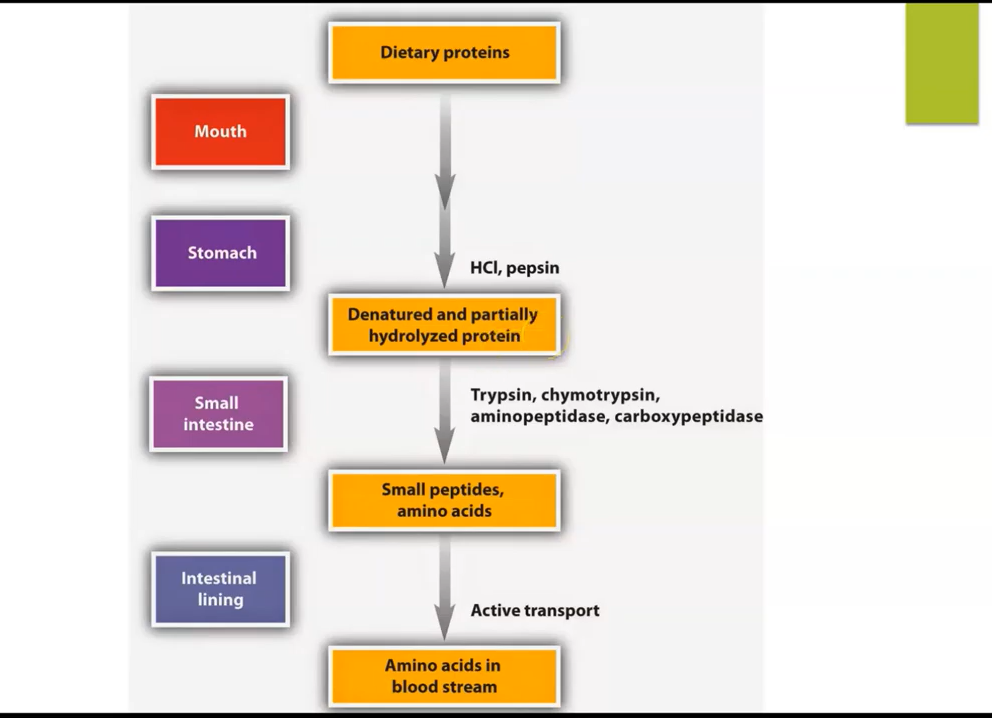 Dietary proteins
Mouth
Stomach
HCl, pepsin
Denatured and partially
hydrolyzed protein
Small
intestine
Trypsin, chymotrypsin,
aminopeptidase, carboxypeptidase
Small peptides,
amino acids
Intestinal
lining
Active transport
Amino acids in
blood stream